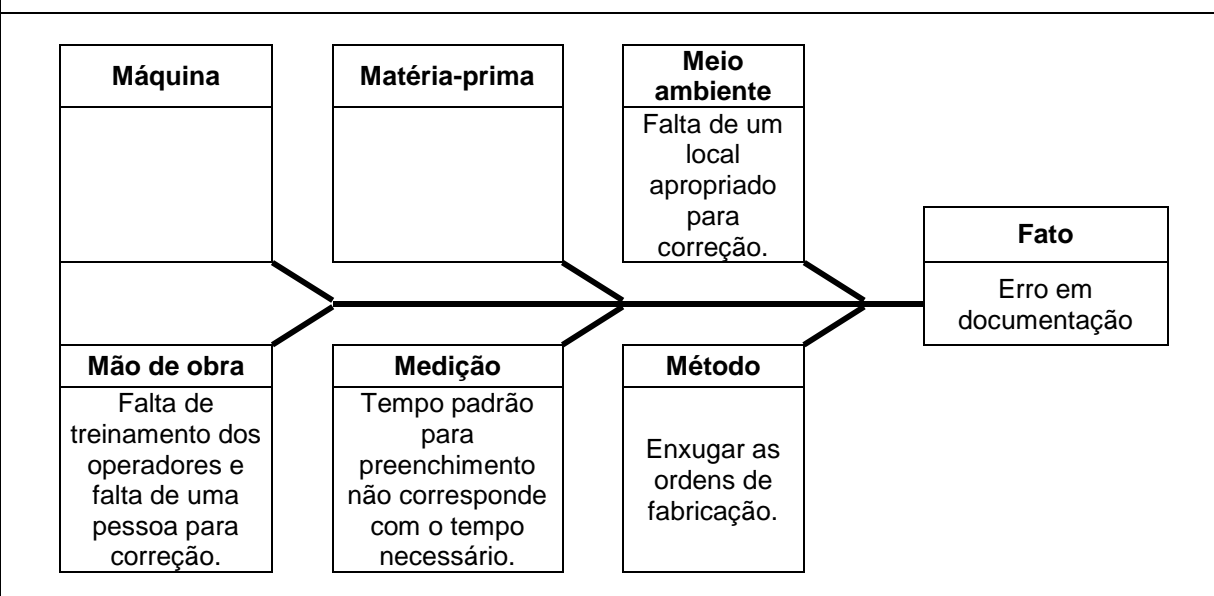 Máquina
Matéria-prima
Meio
ambiente
Falta de um
local
apropriado
para
correção.
Fato
Erro em
documentação
Mão de obra
Falta de
treinamento dos
operadores e
falta de uma
pessoa para
correção.
Medição
Tempo padrão
para
preenchimento
não corresponde
com o tempo
necessário.
Método
Enxugar as
ordens de
fabricação.